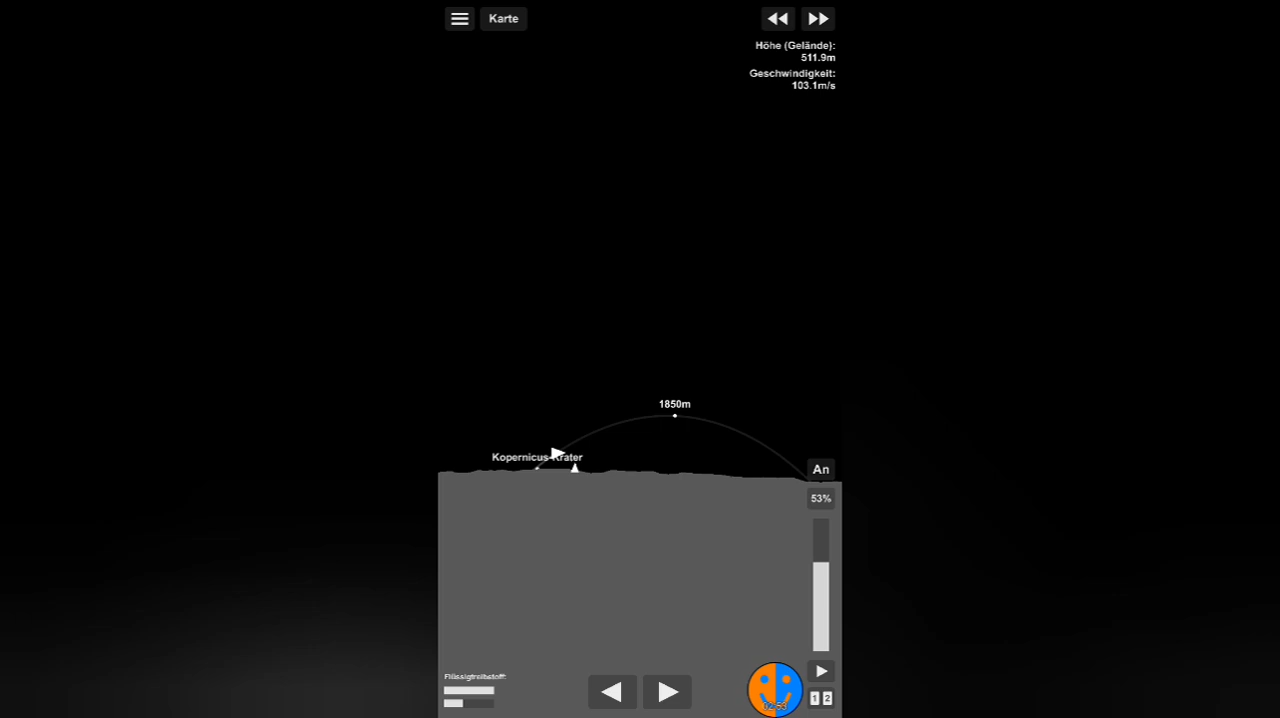 Karte
Höhe (Gelände):
511.9m
Geschwindigkeit:
103.1m/s
1850m
Kopernicus Krater
An
53%
Flüssigtreibstoff:
1 2